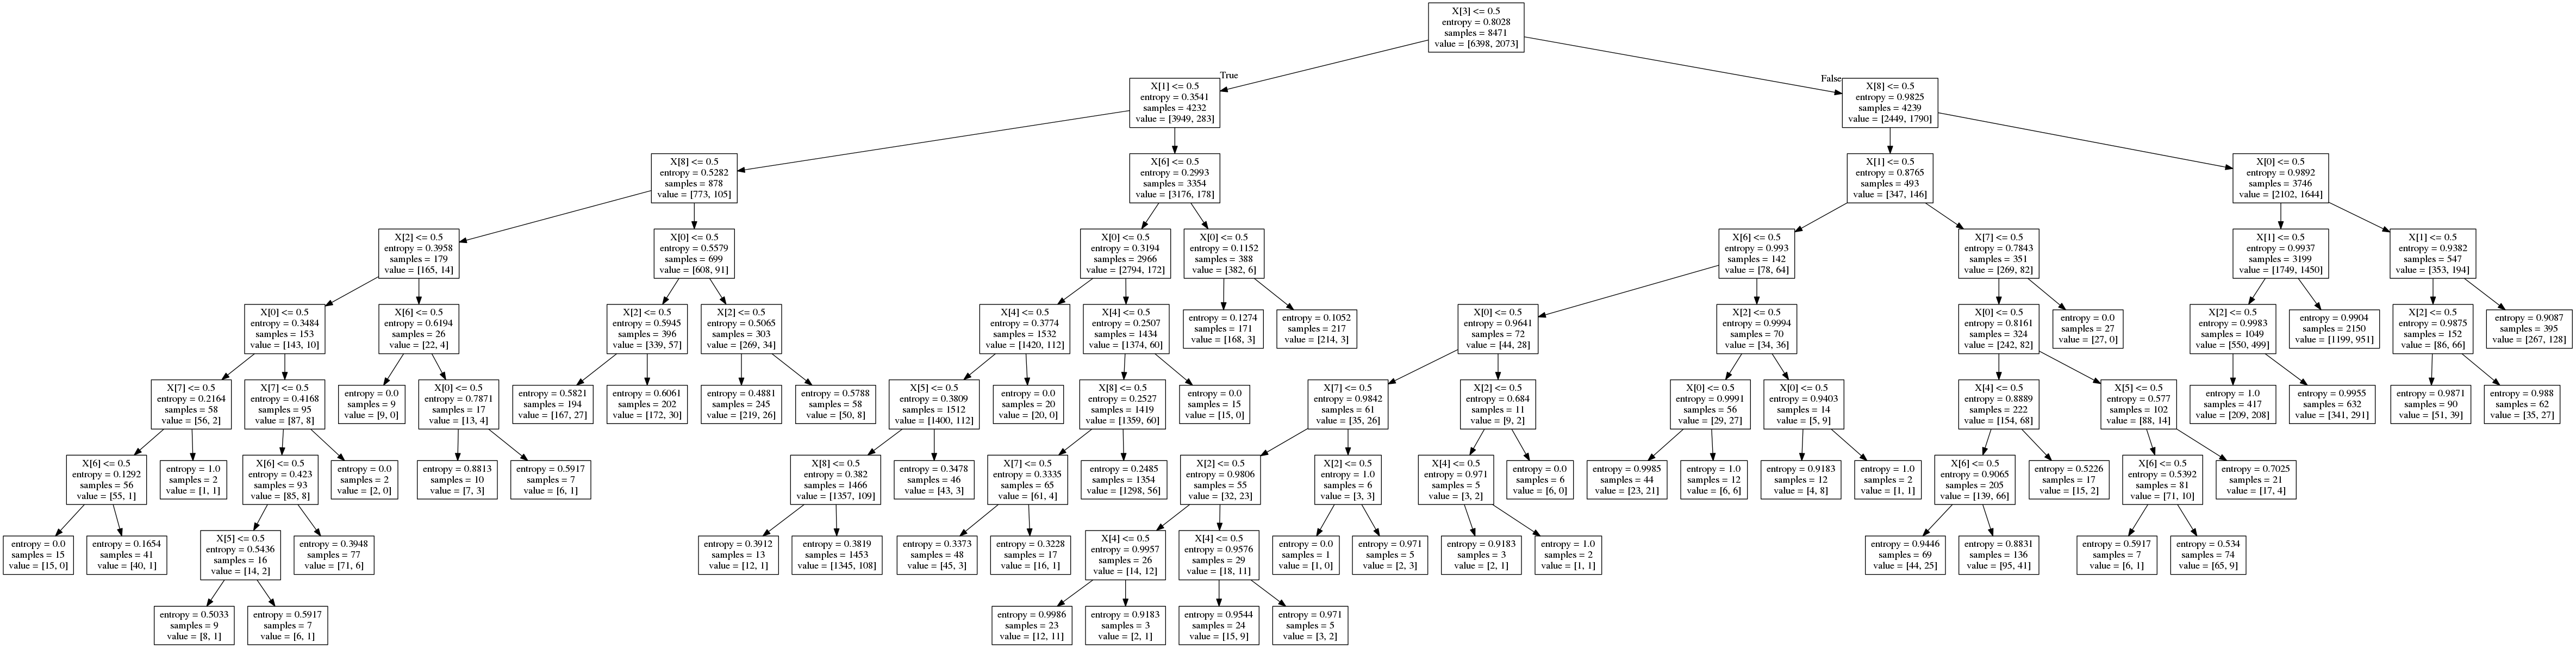 X[3] <= 0.5
entropy = 0.8028
samples = 8471
value = [6398, 2073]
True
False
X[1] <= 0.5
entropy = 0.3541
samples = 4232
value = [3949, 283]
X[8] <= 0.5
entropy = 0.9825
samples = 4239
value = [2449, 1790]
X[8] <= 0.5
entropy = 0.5282
samples = 878
value = [773, 105]
X[6] <= 0.5
entropy = 0.2993
samples = 3354
value = [3176, 178]
X[1] <= 0.5
entropy = 0.8765
samples = 493
value = [347, 146]
X[0] <= 0.5
entropy = 0.9892
samples = 3746
value = [2102, 1644]
X[2] <= 0.5
entropy = 0.3958
samples = 179
value = [165, 14]
X[0] <= 0.5
entropy = 0.5579
samples = 699
value = [608, 91]
X[0] <= 0.5
entropy = 0.3194
samples = 2966
value = [2794, 172]
X[0] <= 0.5
entropy = 0.1152
samples = 388
value = [382, 6]
X[6] <= 0.5
entropy = 0.993
samples = 142
value = [78, 64]
X[7] <= 0.5
entropy = 0.7843
samples = 351
value = [269, 82]
X[1] <= 0.5
entropy = 0.9937
samples = 3199
value = [1749, 1450]
X[1] <= 0.5
entropy = 0.9382
samples = 547
value = [353, 194]
X[0] <= 0.5
entropy = 0.3484
samples = 153
value = [143, 10]
X[6] <= 0.5
entropy = 0.6194
samples = 26
value = [22, 4]
X[2] <= 0.5
entropy = 0.5945
samples = 396
value = [339, 57]
X[2] <= 0.5
entropy = 0.5065
samples = 303
value = [269, 34]
X[4] <= 0.5
entropy = 0.3774
samples = 1532
value = [1420, 112]
X[4] <= 0.5
entropy = 0.2507
samples = 1434
value = [1374, 60]
entropy = 0.1274
samples = 171
value = [168, 3]
entropy = 0.1052
samples = 217
value = [214, 3]
X[0] <= 0.5
entropy = 0.9641
samples = 72
value = [44, 28]
X[2] <= 0.5
entropy = 0.9994
samples = 70
value = [34, 36]
X[0] <= 0.5
entropy = 0.8161
samples = 324
value = [242, 82]
entropy = 0.0
samples = 27
value = [27, 0]
X[2] <= 0.5
entropy = 0.9983
samples = 1049
value = [550, 499]
entropy = 0.9904
samples = 2150
value = [1199, 951]
X[2] <= 0.5
entropy = 0.9875
samples = 152
value = [86, 66]
entropy = 0.9087
samples = 395
value = [267, 128]
X[7] <= 0.5
entropy = 0.2164
samples = 58
value = [56, 2]
X[7] <= 0.5
entropy = 0.4168
samples = 95
value = [87, 8]
entropy = 0.0
samples = 9
value = [9, 0]
X[0] <= 0.5
entropy = 0.7871
samples = 17
value = [13, 4]
entropy = 0.5821
samples = 194
value = [167, 27]
entropy = 0.6061
samples = 202
value = [172, 30]
entropy = 0.4881
samples = 245
value = [219, 26]
entropy = 0.5788
samples = 58
value = [50, 8]
X[5] <= 0.5
entropy = 0.3809
samples = 1512
value = [1400, 112]
entropy = 0.0
samples = 20
value = [20, 0]
X[8] <= 0.5
entropy = 0.2527
samples = 1419
value = [1359, 60]
entropy = 0.0
samples = 15
value = [15, 0]
X[7] <= 0.5
entropy = 0.9842
samples = 61
value = [35, 26]
X[2] <= 0.5
entropy = 0.684
samples = 11
value = [9, 2]
X[0] <= 0.5
entropy = 0.9991
samples = 56
value = [29, 27]
X[0] <= 0.5
entropy = 0.9403
samples = 14
value = [5, 9]
X[4] <= 0.5
entropy = 0.8889
samples = 222
value = [154, 68]
X[5] <= 0.5
entropy = 0.577
samples = 102
value = [88, 14]
entropy = 1.0
samples = 417
value = [209, 208]
entropy = 0.9955
samples = 632
value = [341, 291]
entropy = 0.9871
samples = 90
value = [51, 39]
entropy = 0.988
samples = 62
value = [35, 27]
X[6] <= 0.5
entropy = 0.1292
samples = 56
value = [55, 1]
entropy = 1.0
samples = 2
value = [1, 1]
X[6] <= 0.5
entropy = 0.423
samples = 93
value = [85, 8]
entropy = 0.0
samples = 2
value = [2, 0]
entropy = 0.8813
samples = 10
value = [7, 3]
entropy = 0.5917
samples = 7
value = [6, 1]
X[8] <= 0.5
entropy = 0.382
samples = 1466
value = [1357, 109]
entropy = 0.3478
samples = 46
value = [43, 3]
X[7] <= 0.5
entropy = 0.3335
samples = 65
value = [61, 4]
entropy = 0.2485
samples = 1354
value = [1298, 56]
X[2] <= 0.5
entropy = 0.9806
samples = 55
value = [32, 23]
X[2] <= 0.5
entropy = 1.0
samples = 6
value = [3, 3]
X[4] <= 0.5
entropy = 0.971
samples = 5
value = [3, 2]
entropy = 0.0
samples = 6
value = [6, 0]
entropy = 0.9985
samples = 44
value = [23, 21]
entropy = 1.0
samples = 12
value = [6, 6]
entropy = 0.9183
samples = 12
value = [4, 8]
entropy = 1.0
samples = 2
value = [1, 1]
X[6] <= 0.5
entropy = 0.9065
samples = 205
value = [139, 66]
entropy = 0.5226
samples = 17
value = [15, 2]
X[6] <= 0.5
entropy = 0.5392
samples = 81
value = [71, 10]
entropy = 0.7025
samples = 21
value = [17, 4]
entropy = 0.0
samples = 15
value = [15, 0]
entropy = 0.1654
samples = 41
value = [40, 1]
X[5] <= 0.5
entropy = 0.5436
samples = 16
value = [14, 2]
entropy = 0.3948
samples = 77
value = [71, 6]
entropy = 0.3912
samples = 13
value = [12, 1]
entropy = 0.3819
samples = 1453
value = [1345, 108]
entropy = 0.3373
samples = 48
value = [45, 3]
entropy = 0.3228
samples = 17
value = [16, 1]
X[4] <= 0.5
entropy = 0.9957
samples = 26
value = [14, 12]
X[4] <= 0.5
entropy = 0.9576
samples = 29
value = [18, 11]
entropy = 0.0
samples = 1
value = [1, 0]
entropy = 0.971
samples = 5
value = [2, 3]
entropy = 0.9183
samples = 3
value = [2, 1]
entropy = 1.0
samples = 2
value = [1, 1]
entropy = 0.9446
samples = 69
value = [44, 25]
entropy = 0.8831
samples = 136
value = [95, 41]
entropy = 0.5917
samples = 7
value = [6, 1]
entropy = 0.534
samples = 74
value = [65, 9]
entropy = 0.5033
samples = 9
value = [8, 1]
entropy = 0.5917
samples = 7
value = [6, 1]
entropy = 0.9986
samples = 23
value = [12, 11]
entropy = 0.9183
samples = 3
value = [2, 1]
entropy = 0.9544
samples = 24
value = [15, 9]
entropy = 0.971
samples = 5
value = [3, 2]